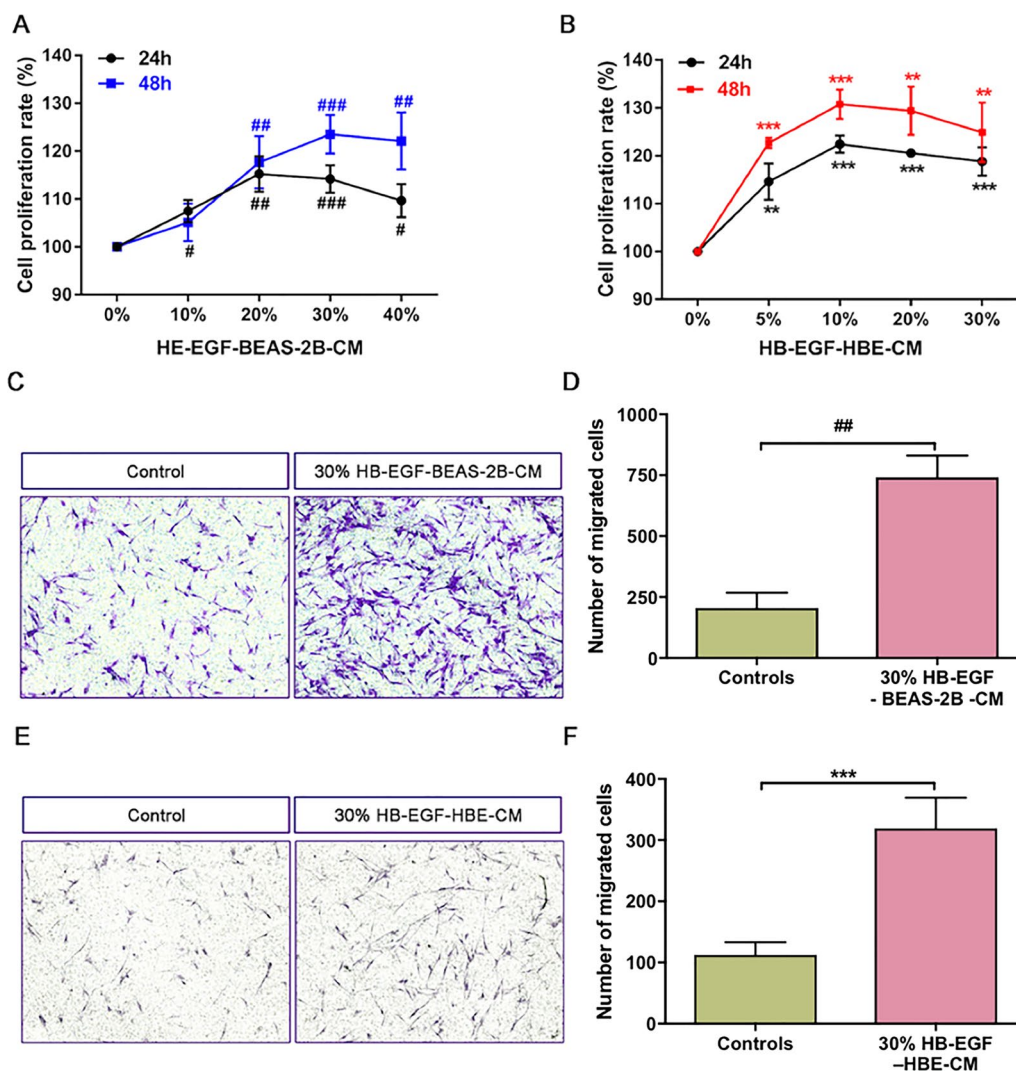 A
Cell proliferation rate (%)
140
130
120
110
100
90
24h
48h
##
###
##
#
##
###
#
0%
10%
20%
30%
40%
HE-EGF-BEAS-2B-CM
B
Cell proliferation rate (%)
140
130
120
110
100
90
24h
48h
***
***
**
**
**
***
***
***
0%
5%
10%
20%
30%
HB-EGF-HBE-CM
C
Control
30% HB-EGF-BEAS-2B-CM
D
Number of migrated cells
1000
750
500
250
0
##
Controls
30% HB-EGF
- BEAS-2B -CM
E
Control
30% HB-EGF-HBE-CM
F
Number of migrated cells
400
300
200
100
0
***
Controls
30% HB-EGF
–HBE-CM